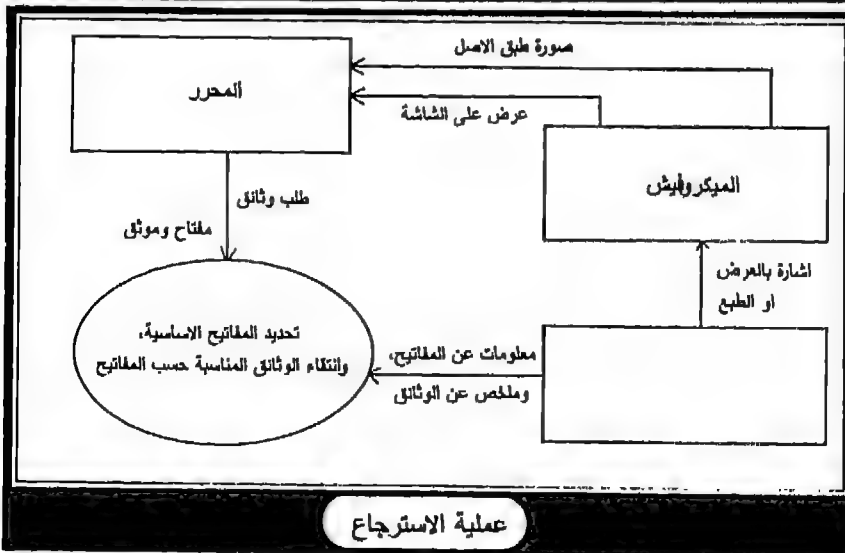 صورة طبق الاصل
المحرر
عرض على الشاشة
الميكروفيش
طلب وثائق
مفتاح وموثق
اشارة بالعرض
او الطبع
تحديد المفاتيح الاساسية،
وانتقاء الوثائق المناسبة حسب المفاتيح
معلومات عن المفاتيح،
وملخص عن الوثائق
عملية الاسترجاع